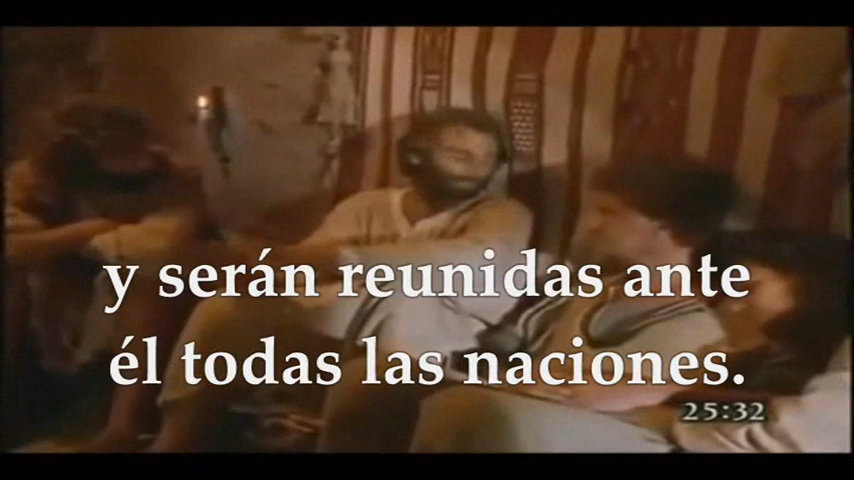 y serán reunidas ante
él todas las naciones.
25:32